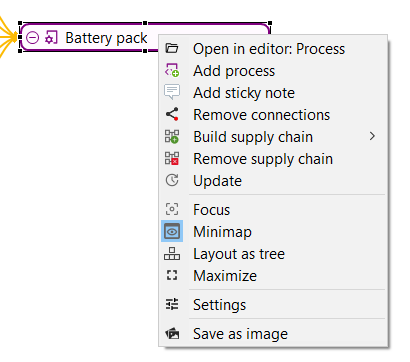 Battery pack
Open in editor: Process
Add process
Add sticky note
Remove connections
Build supply chain
Remove supply chain
Update
Focus
Minimap
Layout as tree
Maximize
Settings
Save as image